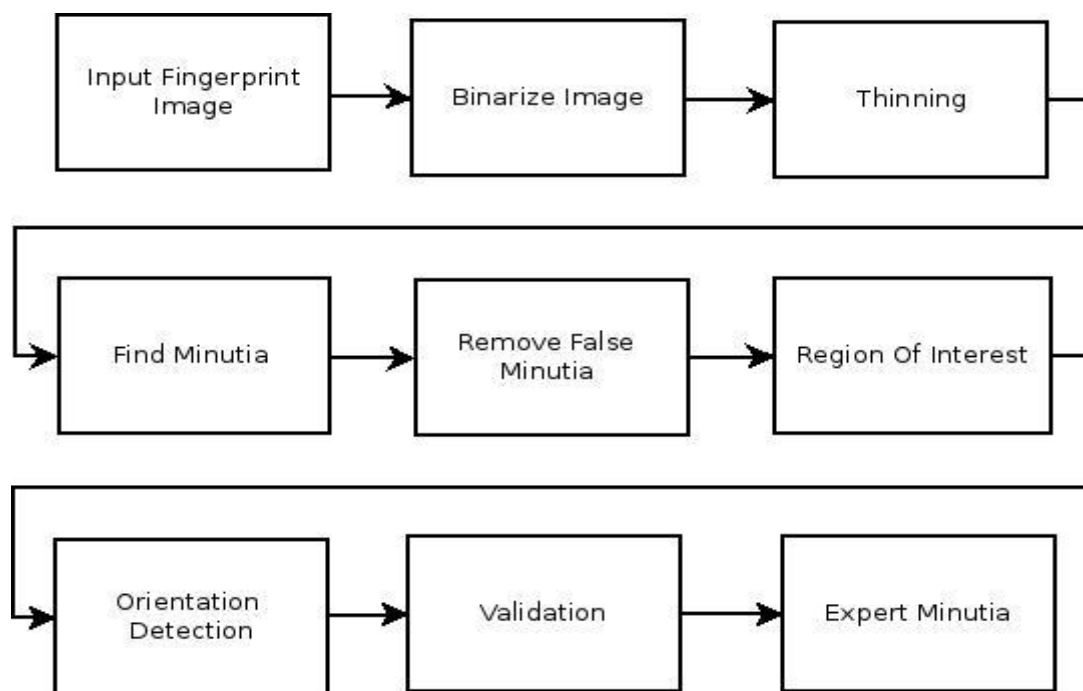 Input Fingerprint
Image
Binarize Image
Thinning
Find Minutia
Remove False
Minutia
Region Of Interest
Orientation
Detection
Validation
Expert Minutia